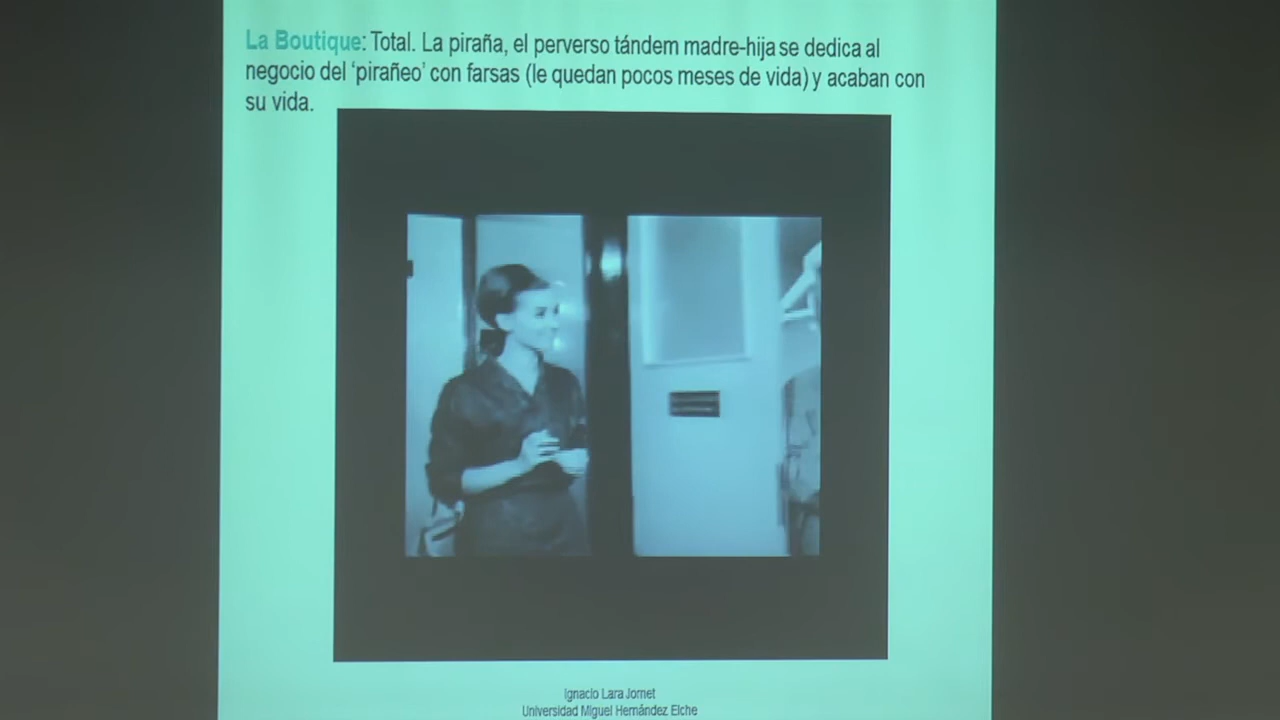 La Boutique: Total. La piraña, el perverso tándem madre-hija se dedica al
negocio del ‘pirañeo’ con farsas (le quedan pocos meses de vida) y acaban con
su vida.
Ignacio Lara Jornet
Universidad Miguel Hernández Elche